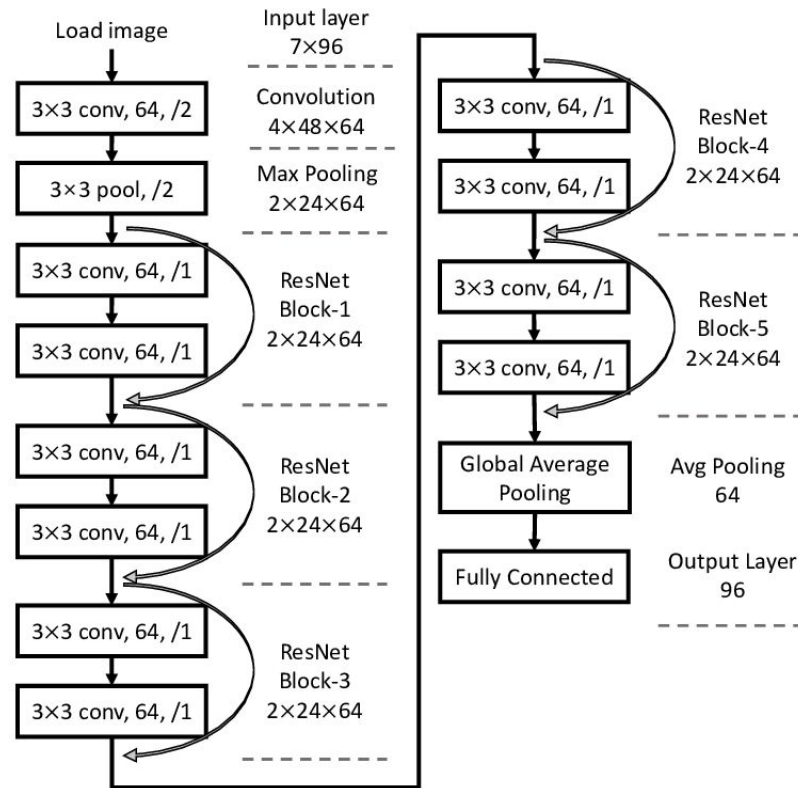 Load image
Input layer
7×96
3×3 conv, 64, /2
Convolution
4×48×64
3×3 pool, /2
Max Pooling
2×24×64
3×3 conv, 64, /1
3×3 conv, 64, /1
ResNet
Block-1
2×24×64
3×3 conv, 64, /1
3×3 conv, 64, /1
ResNet
Block-2
2×24×64
3×3 conv, 64, /1
3×3 conv, 64, /1
ResNet
Block-3
2×24×64
3×3 conv, 64, /1
3×3 conv, 64, /1
ResNet
Block-4
2×24×64
3×3 conv, 64, /1
3×3 conv, 64, /1
ResNet
Block-5
2×24×64
Global Average
Pooling
Avg Pooling
64
Fully Connected
Output Layer
96